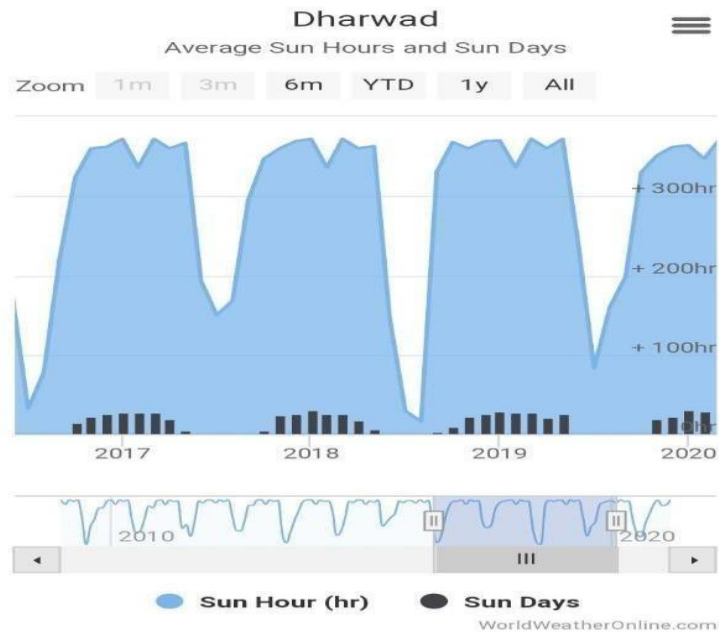 Dharwad
Average Sun Hours and Sun Days
Zoom 1m 3m 6m YTD 1y All
+ 300hr
+ 200hr
+ 100hr
0hr
2017 2018 2019 2020
2010 2020
Sun Hour (hr) Sun Days
WorldWeatherOnline.com